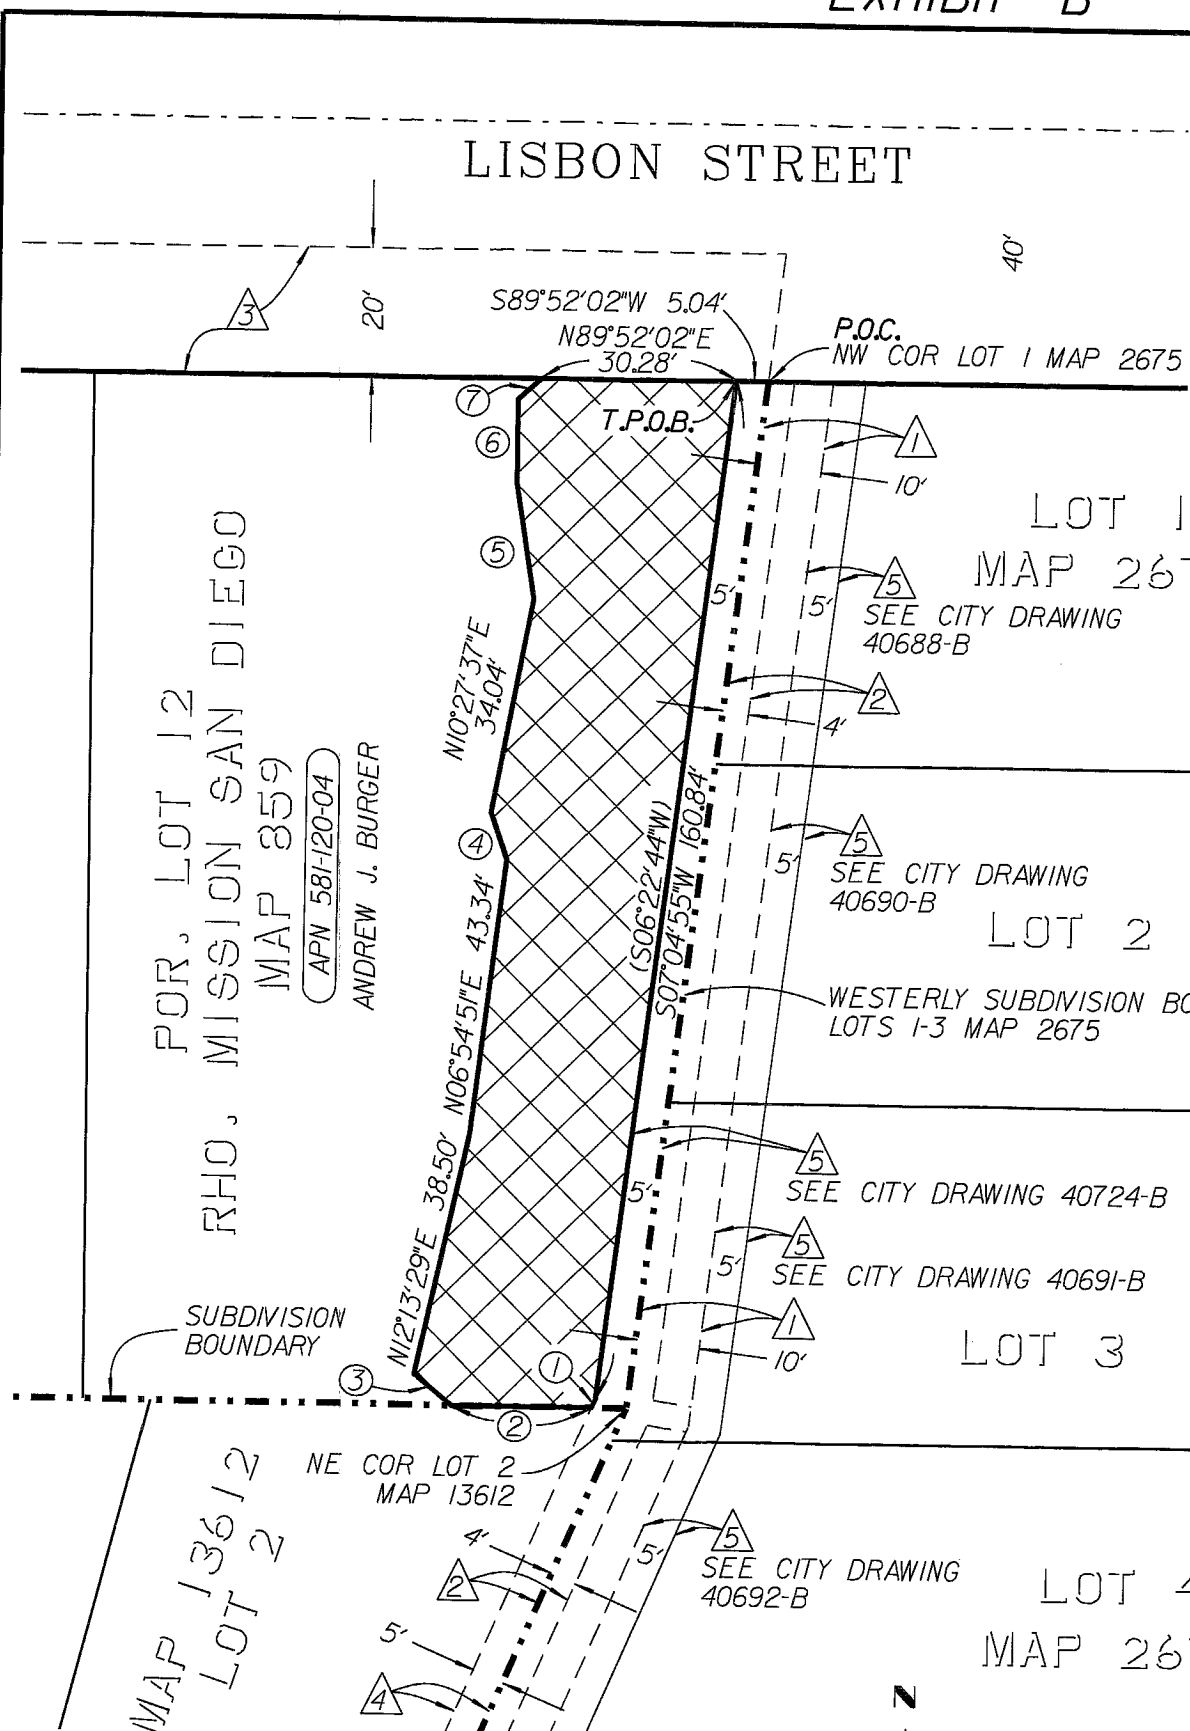 LISBON STREET
40'
3
20'
S89°52'02"W 5.04'
N89°52'02"E
30.28'
P.O.C.
NW COR LOT 1 MAP 2675
7
T.P.O.B.
6
1
10'
LOT 1
MAP
5
5
5'
5'
SEE CITY DRAWING
40688-B
N10°27'37"E
34.04'
2
4'
POR. LOT 12
RHO. MISSION SAN DIEGO
MAP 859
APN 581-120-04
ANDREW J. BURGER
4
(S06°22'44"W)
S07°04'55"W 160.84'
5
5'
SEE CITY DRAWING
40690-B
LOT 2
N06°54'51"E 43.34'
WESTERLY SUBDIVISION
LOTS 1-3 MAP 2675
5
SEE CITY DRAWING 40724-B
5'
N12°13'29"E 38.50'
5
5'
SEE CITY DRAWING 40691-B
SUBDIVISION
BOUNDARY
1
10'
LOT 3
1
3
2
NE COR LOT 2
MAP 13612
MAP 13612
LOT 2
4'
2
5
5'
SEE CITY DRAWING
40692-B
LOT
MAP
5'
4
N